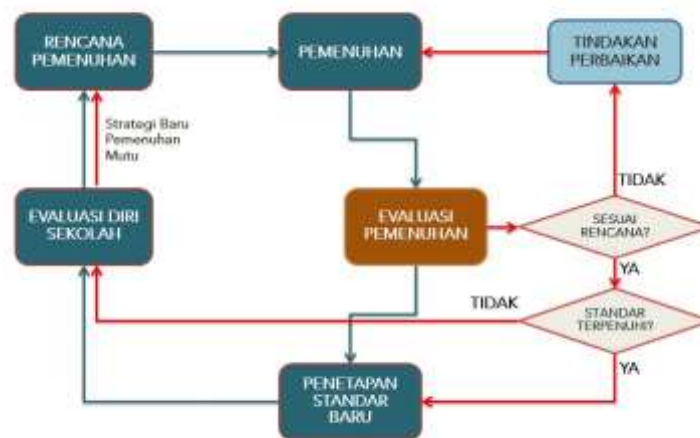 RENCANA
PEMENUHAN
PEMENUHAN
TINDAKAN
PERBAIKAN
Strategi Baru
Pemenuhan
Mutu
TIDAK
EVALUASI DIRI
SEKOLAH
EVALUASI
PEMENUHAN
SESUAI
RENCANA?
YA
TIDAK
STANDAR
TERPENUHI?
YA
PENETAPAN
STANDAR
BARU